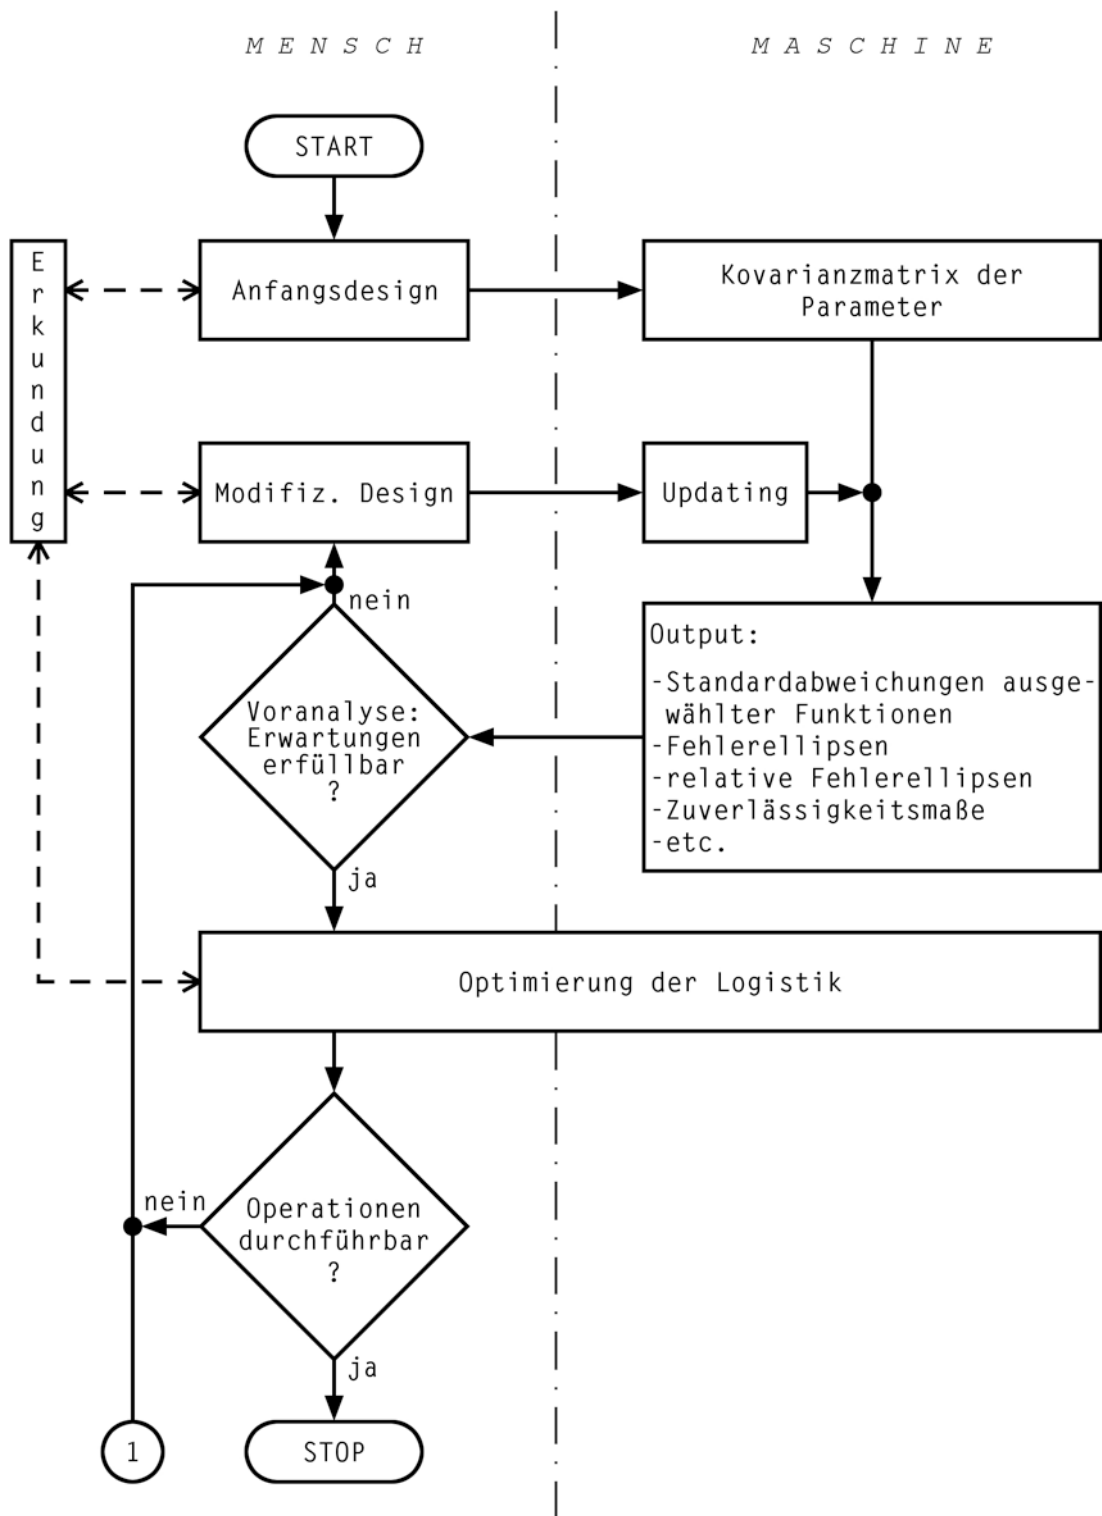 MENSCH
MASCHINE
START
Erkundung
Anfangsdesign
Kovarianzmatrix der
Parameter
Modifiz. Design
Updating
nein
Voranalyse:
Erwartungen
erfüllbar
?
Output:
-Standardabweichungen ausge-
wählter Funktionen
-Fehlerellipsen
-relative Fehlerellipsen
-Zuverlässigkeitsmaße
-etc.
ja
Optimierung der Logistik
nein
Operationen
durchführbar
?
ja
1
STOP